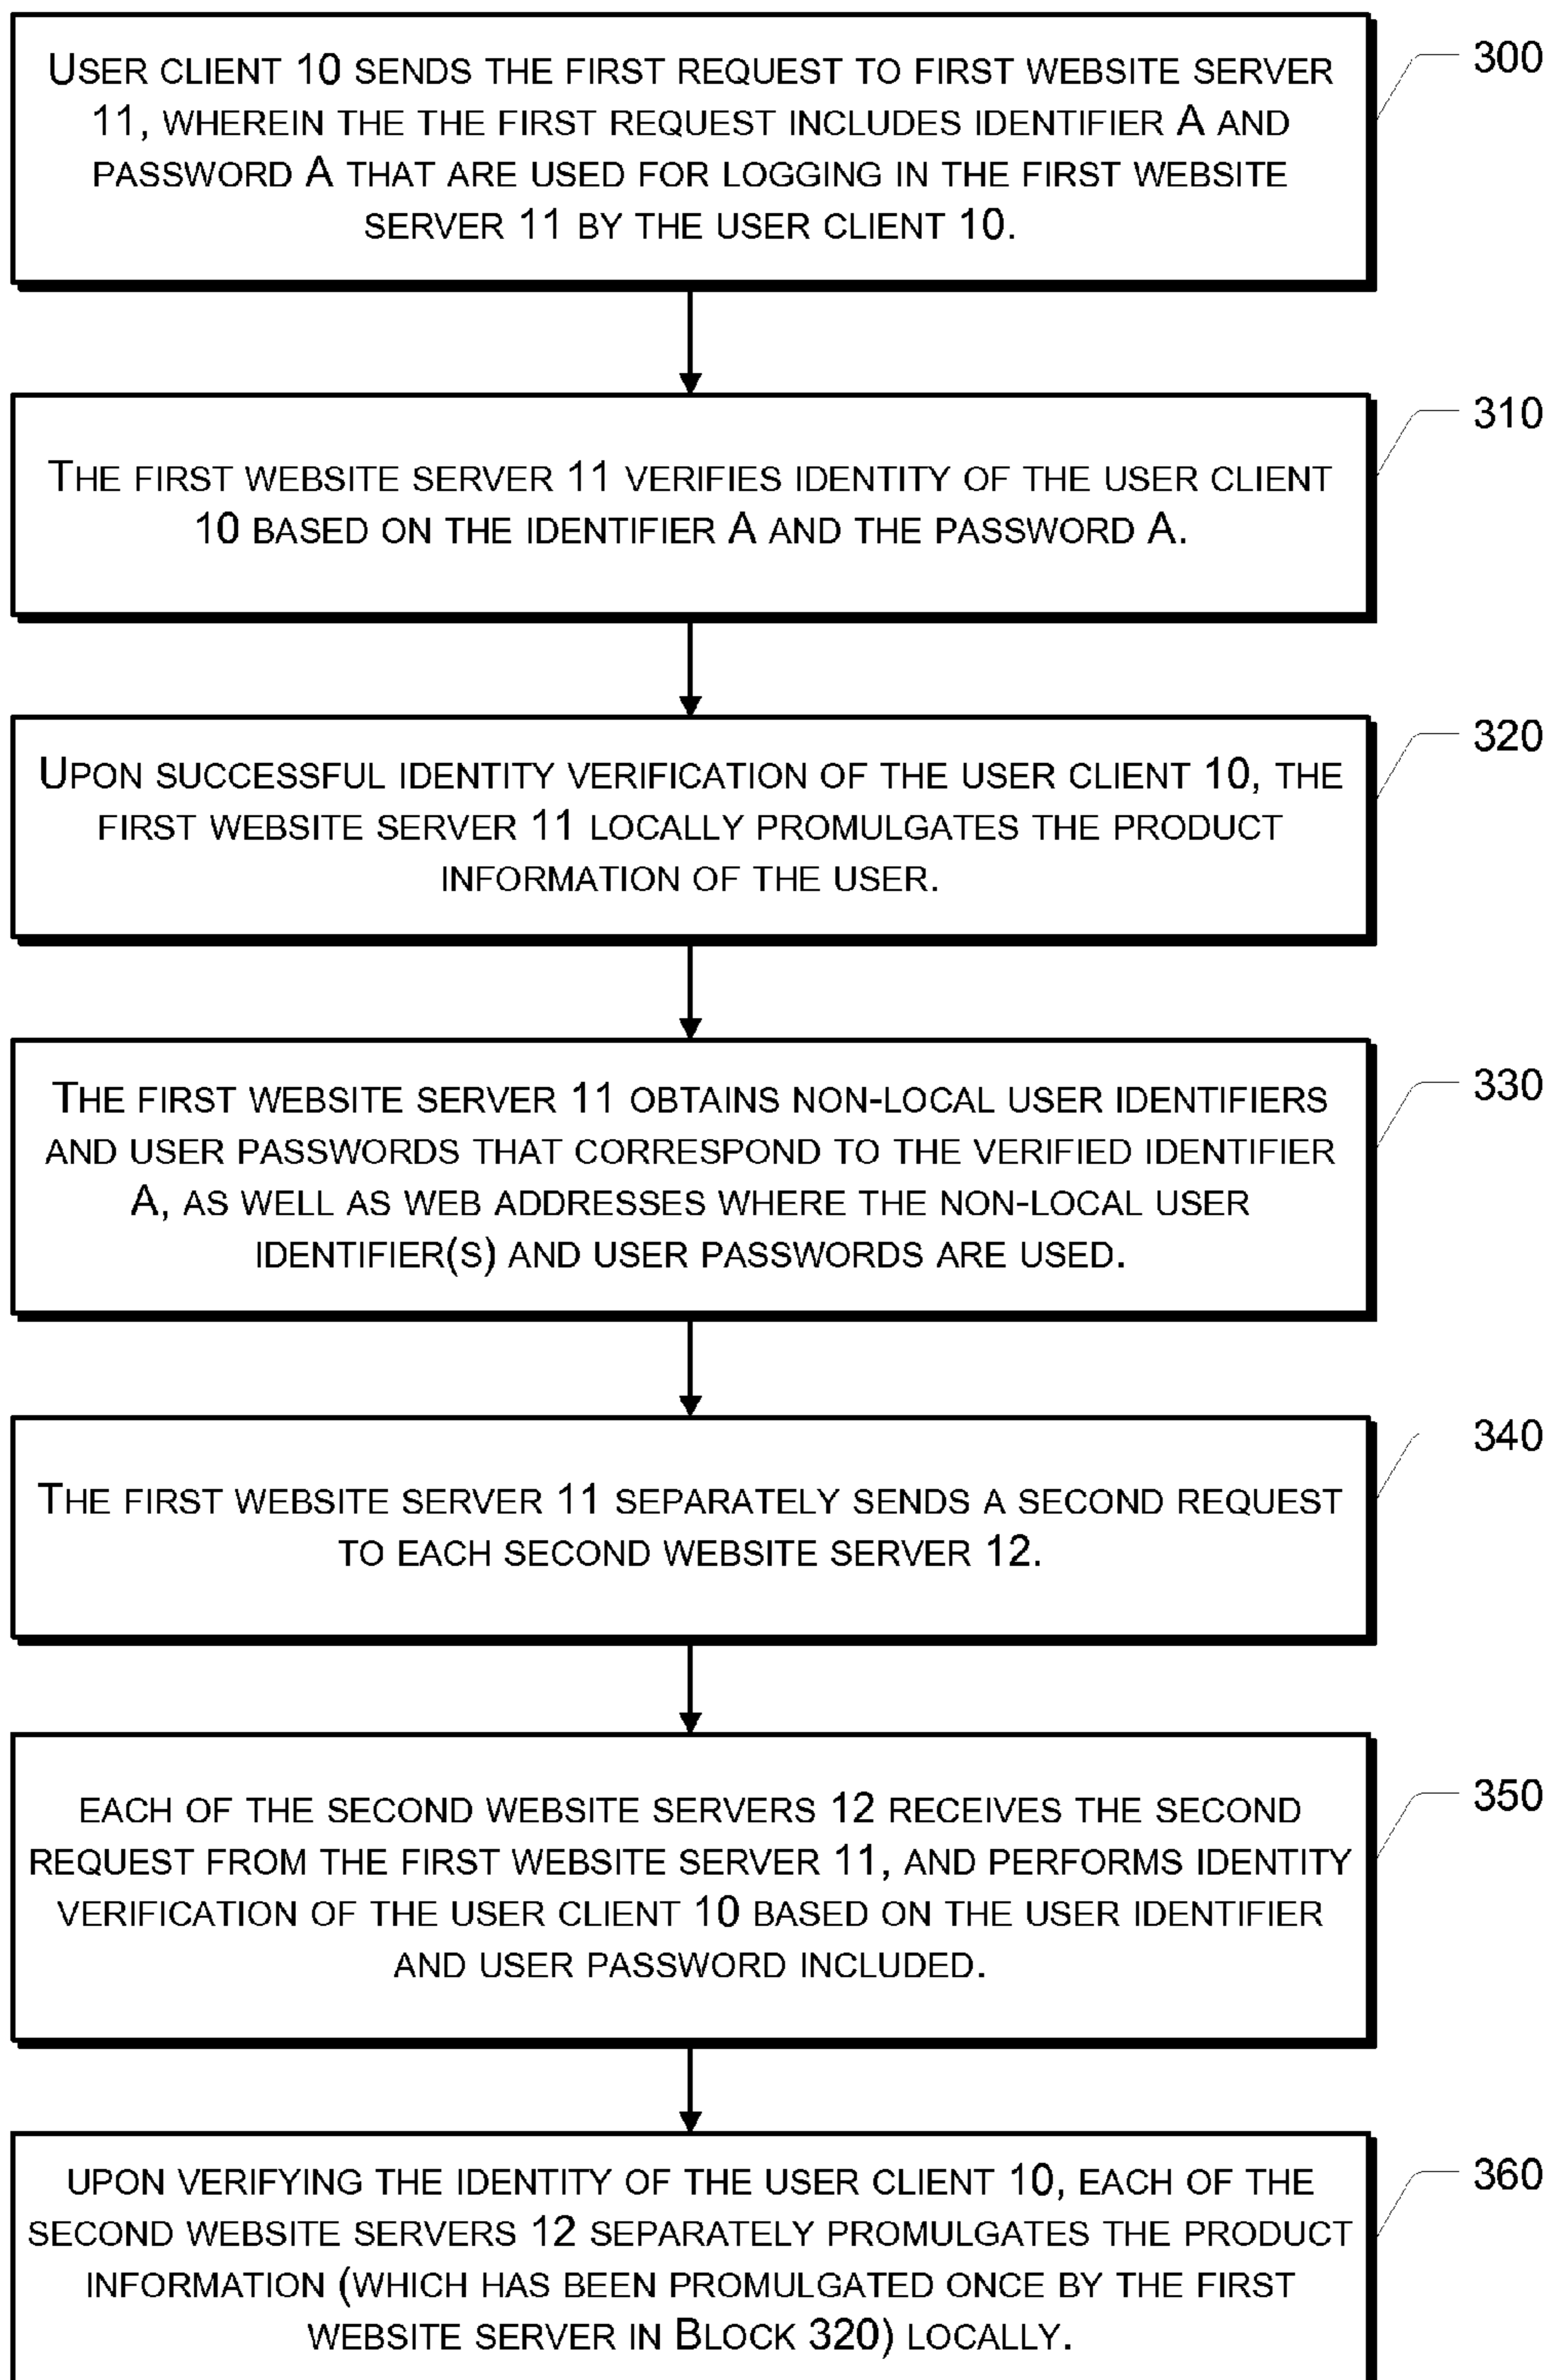 USER CLIENT 10 SENDS THE FIRST REQUEST TO FIRST WEBSITE SERVER
11, WHEREIN THE THE FIRST REQUEST INCLUDES IDENTIFIER A AND
PASSWORD A THAT ARE USED FOR LOGGING IN THE FIRST WEBSITE
SERVER 11 BY THE USER CLIENT 10.
300
THE FIRST WEBSITE SERVER 11 VERIFIES IDENTITY OF THE USER CLIENT
10 BASED ON THE IDENTIFIER A AND THE PASSWORD A.
310
UPON SUCCESSFUL IDENTITY VERIFICATION OF THE USER CLIENT 10, THE
FIRST WEBSITE SERVER 11 LOCALLY PROMULGATES THE PRODUCT
INFORMATION OF THE USER.
320
THE FIRST WEBSITE SERVER 11 OBTAINS NON-LOCAL USER IDENTIFIERS
AND USER PASSWORDS THAT CORRESPOND TO THE VERIFIED IDENTIFIER
A, AS WELL AS WEB ADDRESSES WHERE THE NON-LOCAL USER
IDENTIFIER(S) AND USER PASSWORDS ARE USED.
330
THE FIRST WEBSITE SERVER 11 SEPARATELY SENDS A SECOND REQUEST
TO EACH SECOND WEBSITE SERVER 12.
340
EACH OF THE SECOND WEBSITE SERVERS 12 RECEIVES THE SECOND
REQUEST FROM THE FIRST WEBSITE SERVER 11, AND PERFORMS IDENTITY
VERIFICATION OF THE USER CLIENT 10 BASED ON THE USER IDENTIFIER
AND USER PASSWORD INCLUDED.
350
UPON VERIFYING THE IDENTITY OF THE USER CLIENT 10, EACH OF THE
SECOND WEBSITE SERVERS 12 SEPARATELY PROMULGATES THE PRODUCT
INFORMATION (WHICH HAS BEEN PROMULGATED ONCE BY THE FIRST
WEBSITE SERVER IN BLOCK 320) LOCALLY.
360